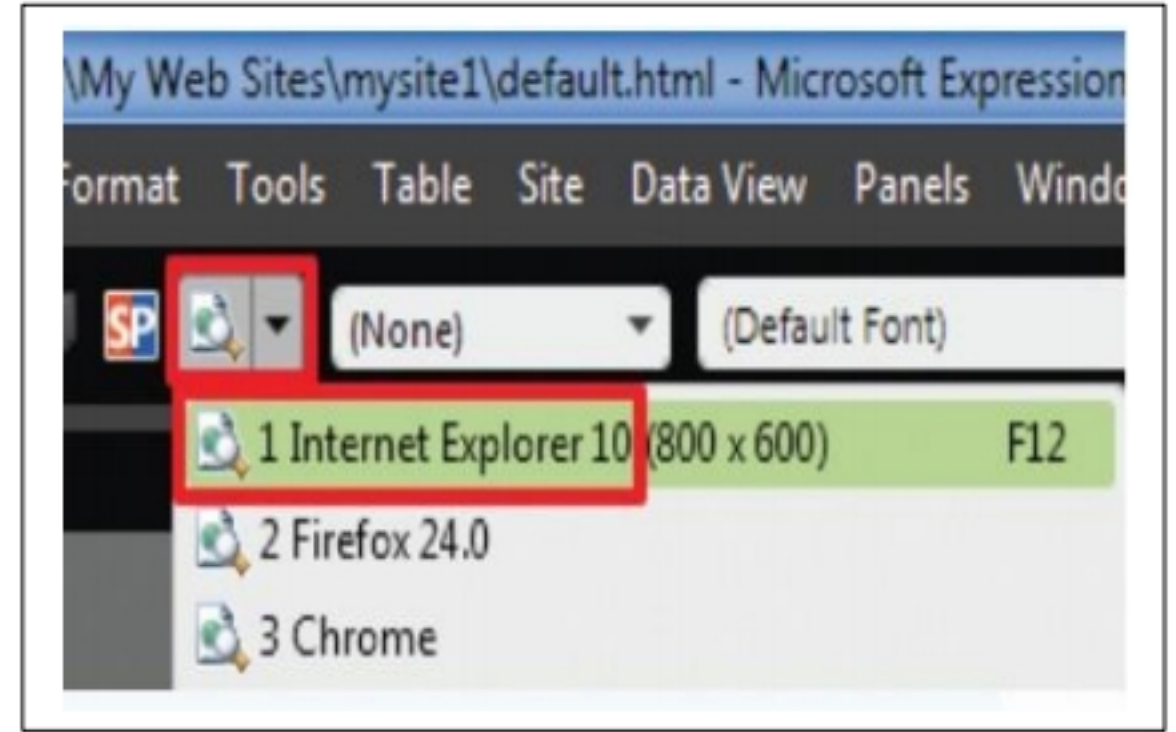 \My Web Sites\mysite1\default.html - Microsoft Expression
Format Tools Table Site Data View Panels
SP (None) (Default Font)
1 Internet Explorer 10 (800 x 600) F12
2 Firefox 24.0
3 Chrome